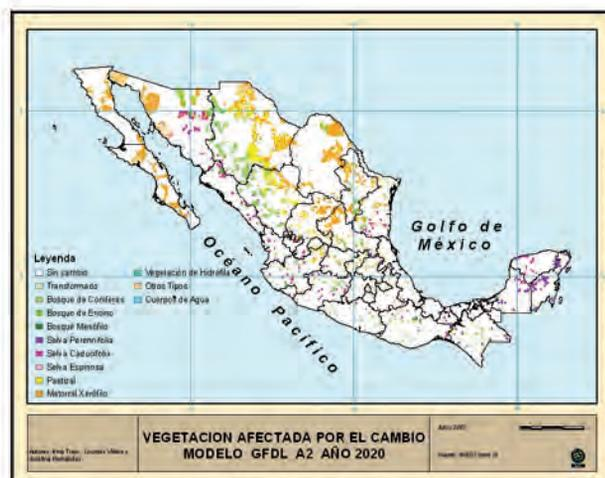 Golfo de
México
Océano Pacífico
Leyenda
Sin cambio
Transformado
Bosque de Coníferas
Bosque de Encino
Bosque Mesófilo
Selva Perennifolia
Selva Caducifolia
Selva Espinosa
Pastizal
Matorral Xerófilo
Vegetación de Hidrófila
Otros Tipos
Cuerpos de Agua
VEGETACION AFECTADA POR EL CAMBIO
MODELO GFDL A2 AÑO 2020